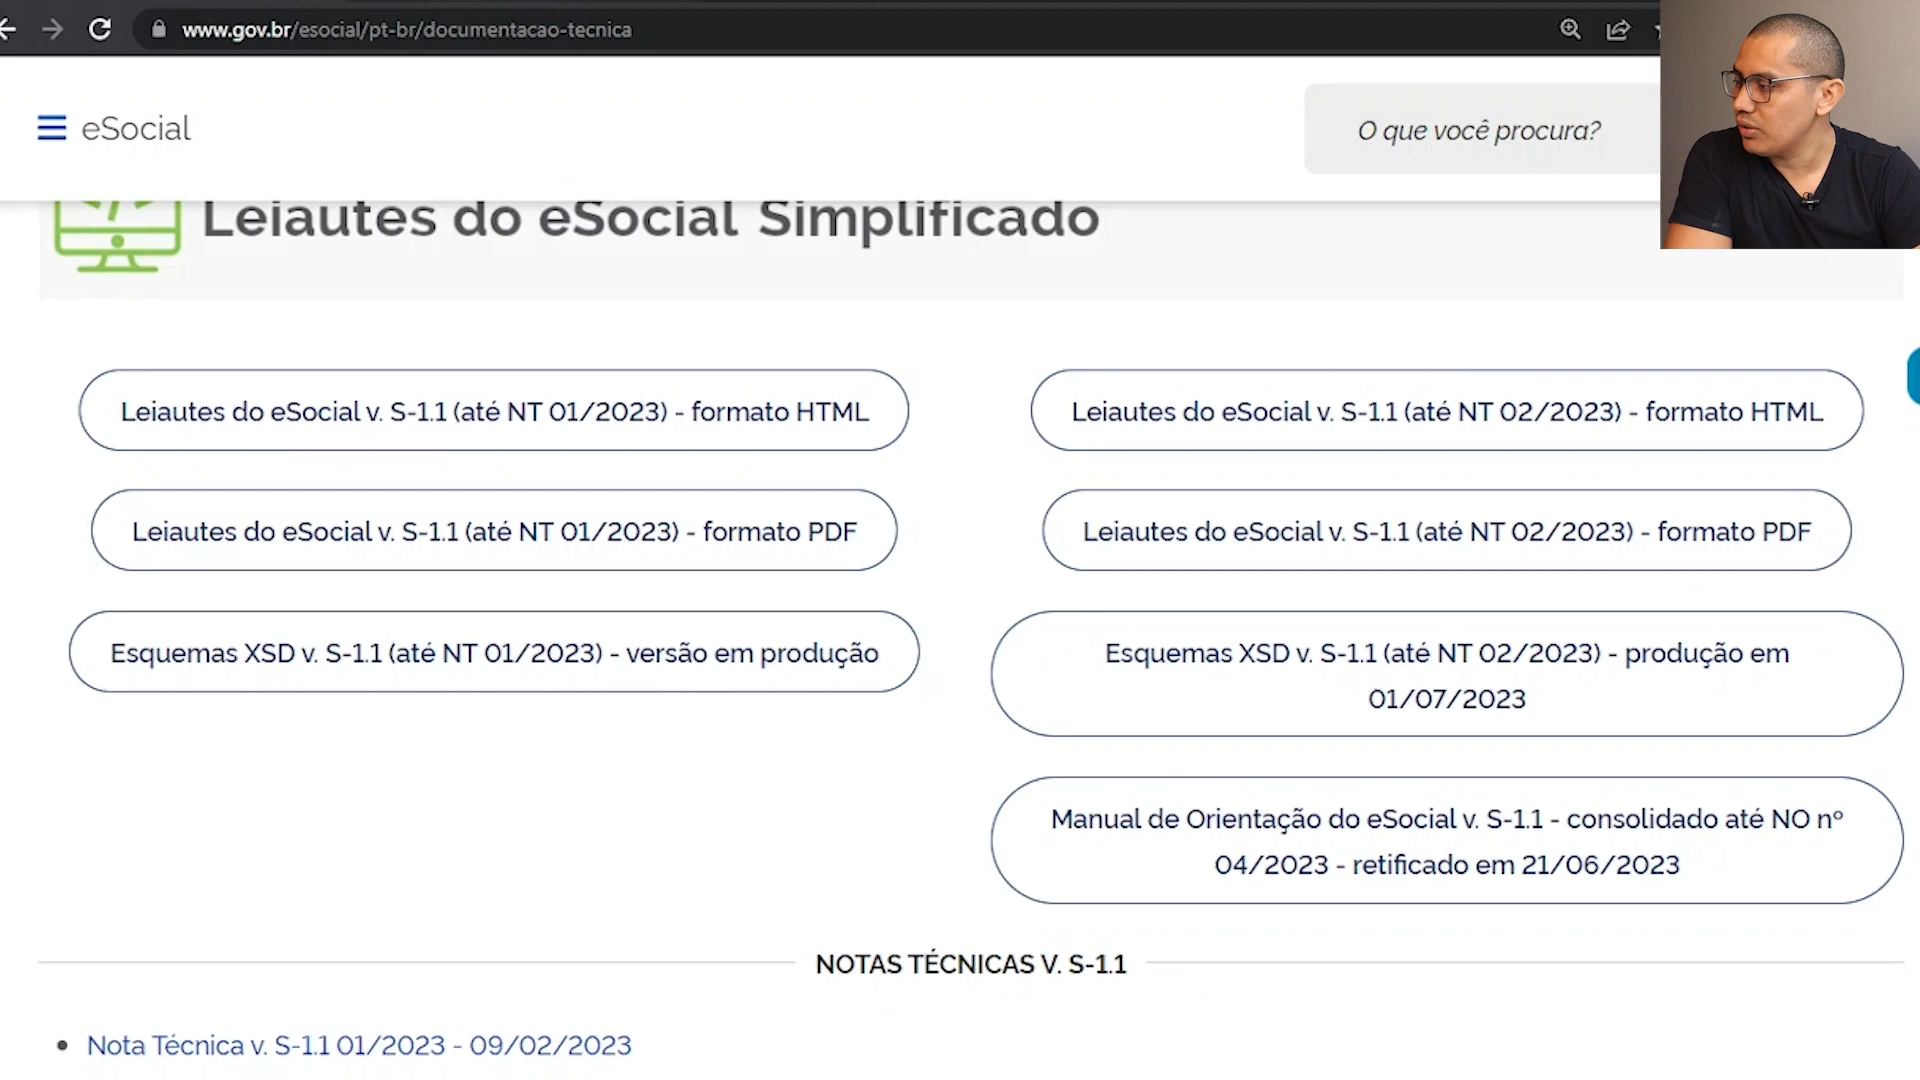 www.gov.br/esocial/pt-br/documentacao-tecnica
eSocial
O que você procura?
Leiautes do eSocial Simplificado
Leiautes do eSocial v. S-1.1 (até NT 01/2023) - formato HTML
Leiautes do eSocial v. S-1.1 (até NT 02/2023) - formato HTML
Leiautes do eSocial v. S-1.1 (até NT 01/2023) - formato PDF
Leiautes do eSocial v. S-1.1 (até NT 02/2023) - formato PDF
Esquemas XSD v. S-1.1 (até NT 01/2023) - versão em produção
Esquemas XSD v. S-1.1 (até NT 02/2023) - produção em
01/07/2023
Manual de Orientação do eSocial v. S-1.1 - consolidado até NO nº
04/2023 - retificado em 21/06/2023
NOTAS TÉCNICAS V. S-1.1
Nota Técnica v. S-1.1 01/2023 - 09/02/2023